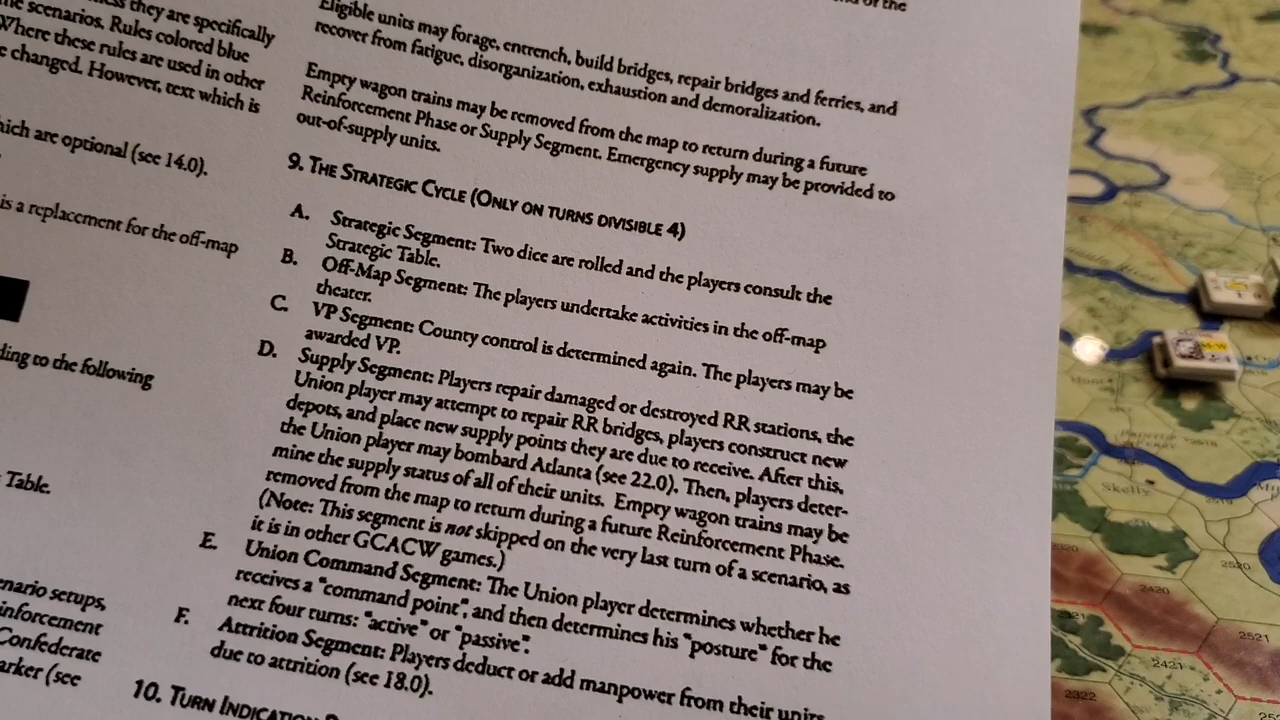 they are specifically
scenarios. Rules colored blue
Where these rules are used in other
changed. However, text which is
which are optional (see 14.0).
is a replacement for the off-map
ding to the following
Table.
enario setups,
inforcement
Confederate
arker (see
Eligible units may forage, entrench, build bridges, repair bridges and ferries, and
recover from fatigue, disorganization, exhaustion and demoralization.
Empty wagon trains may be removed from the map to return during a future
Reinforcement Phase or Supply Segment. Emergency supply may be provided to
out-of-supply units.
9. THE STRATEGIC CYCLE (ONLY ON TURNS DIVISIBLE 4)
A. Strategic Segment: Two dice are rolled and the players consult the
Strategic Table.
B. Off-Map Segment: The players undertake activities in the off-map
theater.
C. VP Segment: County control is determined again. The players may be
awarded VP.
D. Supply Segment: Players repair damaged or destroyed RR stations, the
Union player may attempt to repair RR bridges, players construct new
depots, and place new supply points they are due to receive. After this,
the Union player may bombard Atlanta (see 22.0). Then, players deter-
mine the supply status of all of their units. Empty wagon trains may be
removed from the map to return during a future Reinforcement Phase.
(Note: This segment is not skipped on the very last turn of a scenario, as
it is in other GCACW games.)
E. Union Command Segment: The Union player determines whether he
receives a "command point", and then determines his "posture" for the
next four turns: "active" or "passive".
F. Attrition Segment: Players deduct or add manpower from their units
due to attrition (see 18.0).
10. TURN INDICATION
M-W
Skelly
2520
2420
2521
2421
2322